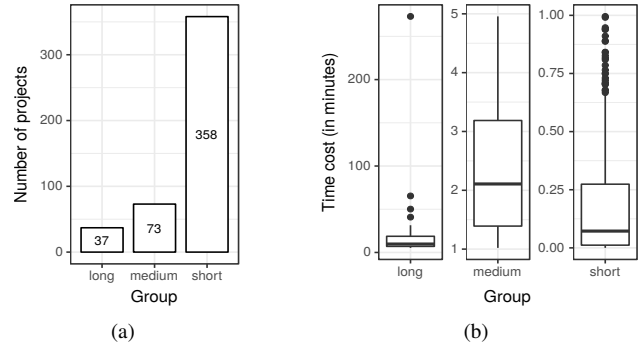 Number of projects
300
200
100
0
37
73
358
long medium short
Group
(a)
Time cost (in minutes)
200
100
0
long
5
4
3
2
1
medium
1.00
0.75
0.50
0.25
0.00
short
Group
(b)